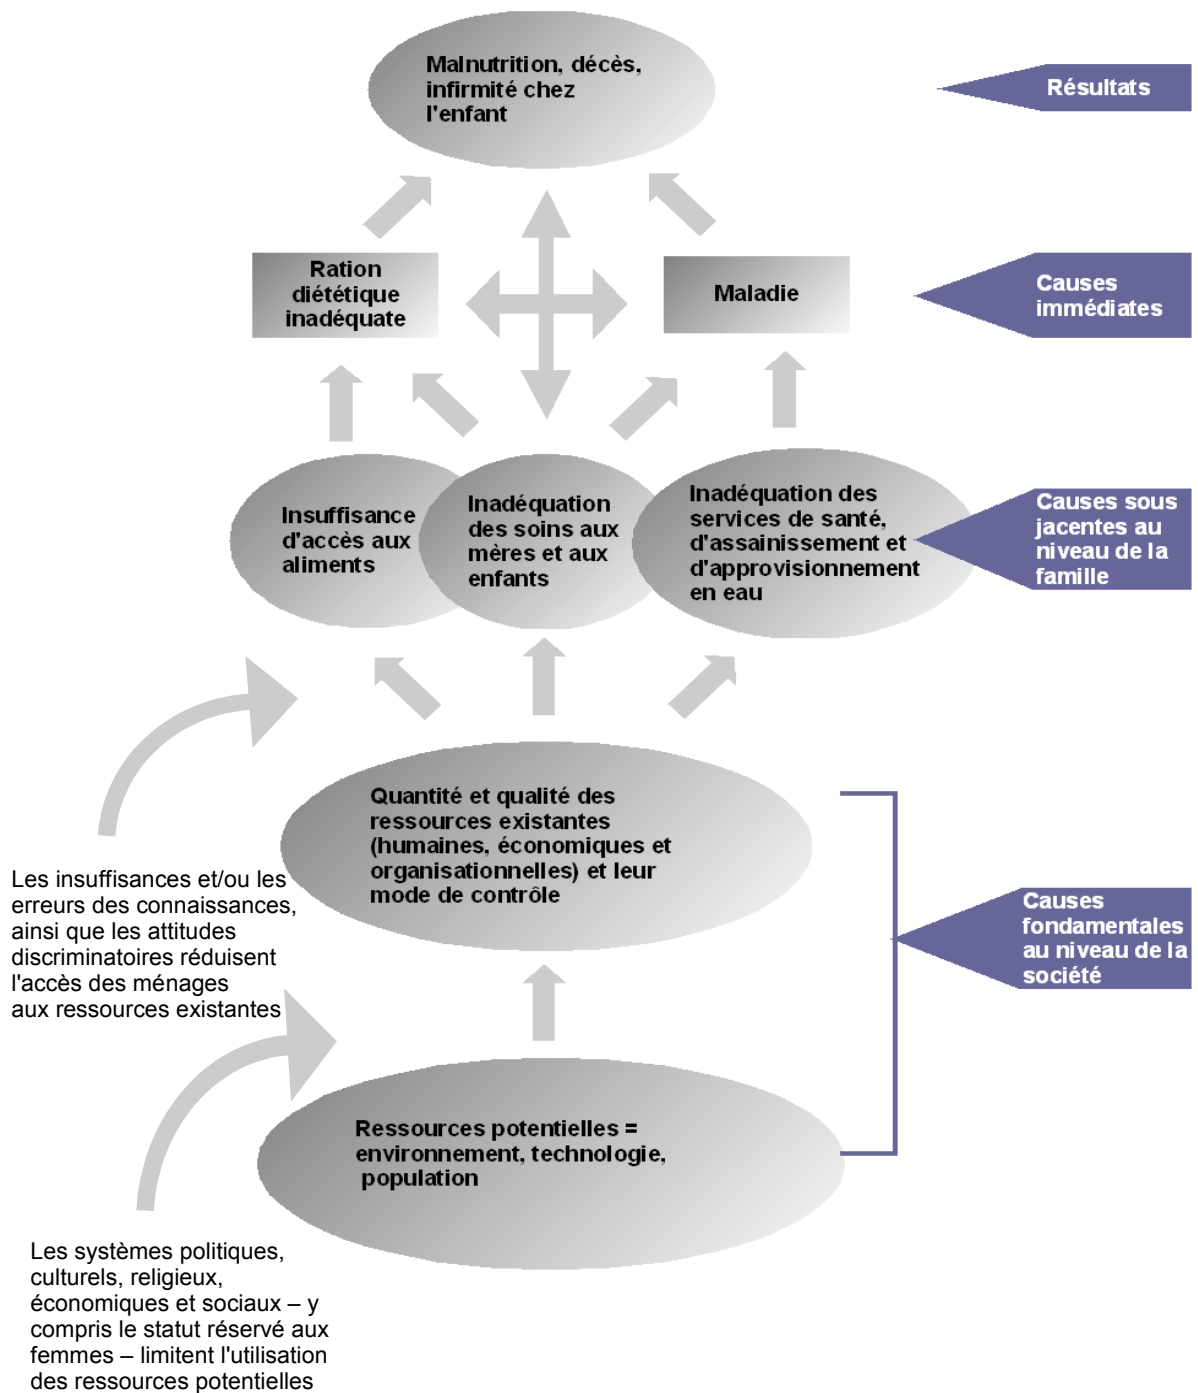 Malnutrition, décès,
infirmité chez
l'enfant
Résultats
Ration
diététique
inadéquate
Maladie
Causes
immédiates
Insuffisance
d'accès aux
aliments
Inadéquation
des soins aux
mères et aux
enfants
Inadéquation des
services de santé,
d'assainissement et
d'approvisionnement
en eau
Causes sous
jacentes au
niveau de la
famille
Quantité et qualité des
ressources existantes
(humaines, économiques et
organisationnelles) et leur
mode de contrôle
Les insuffisances et/ou les
erreurs des connaissances,
ainsi que les attitudes
discriminatoires réduisent
l'accès des ménages
aux ressources existantes
Causes
fondamentales
au niveau de la
société
Ressources potentielles =
environnement, technologie,
population
Les systèmes politiques,
culturels, religieux,
économiques et sociaux – y
compris le statut réservé aux
femmes – limitent l'utilisation
des ressources potentielles